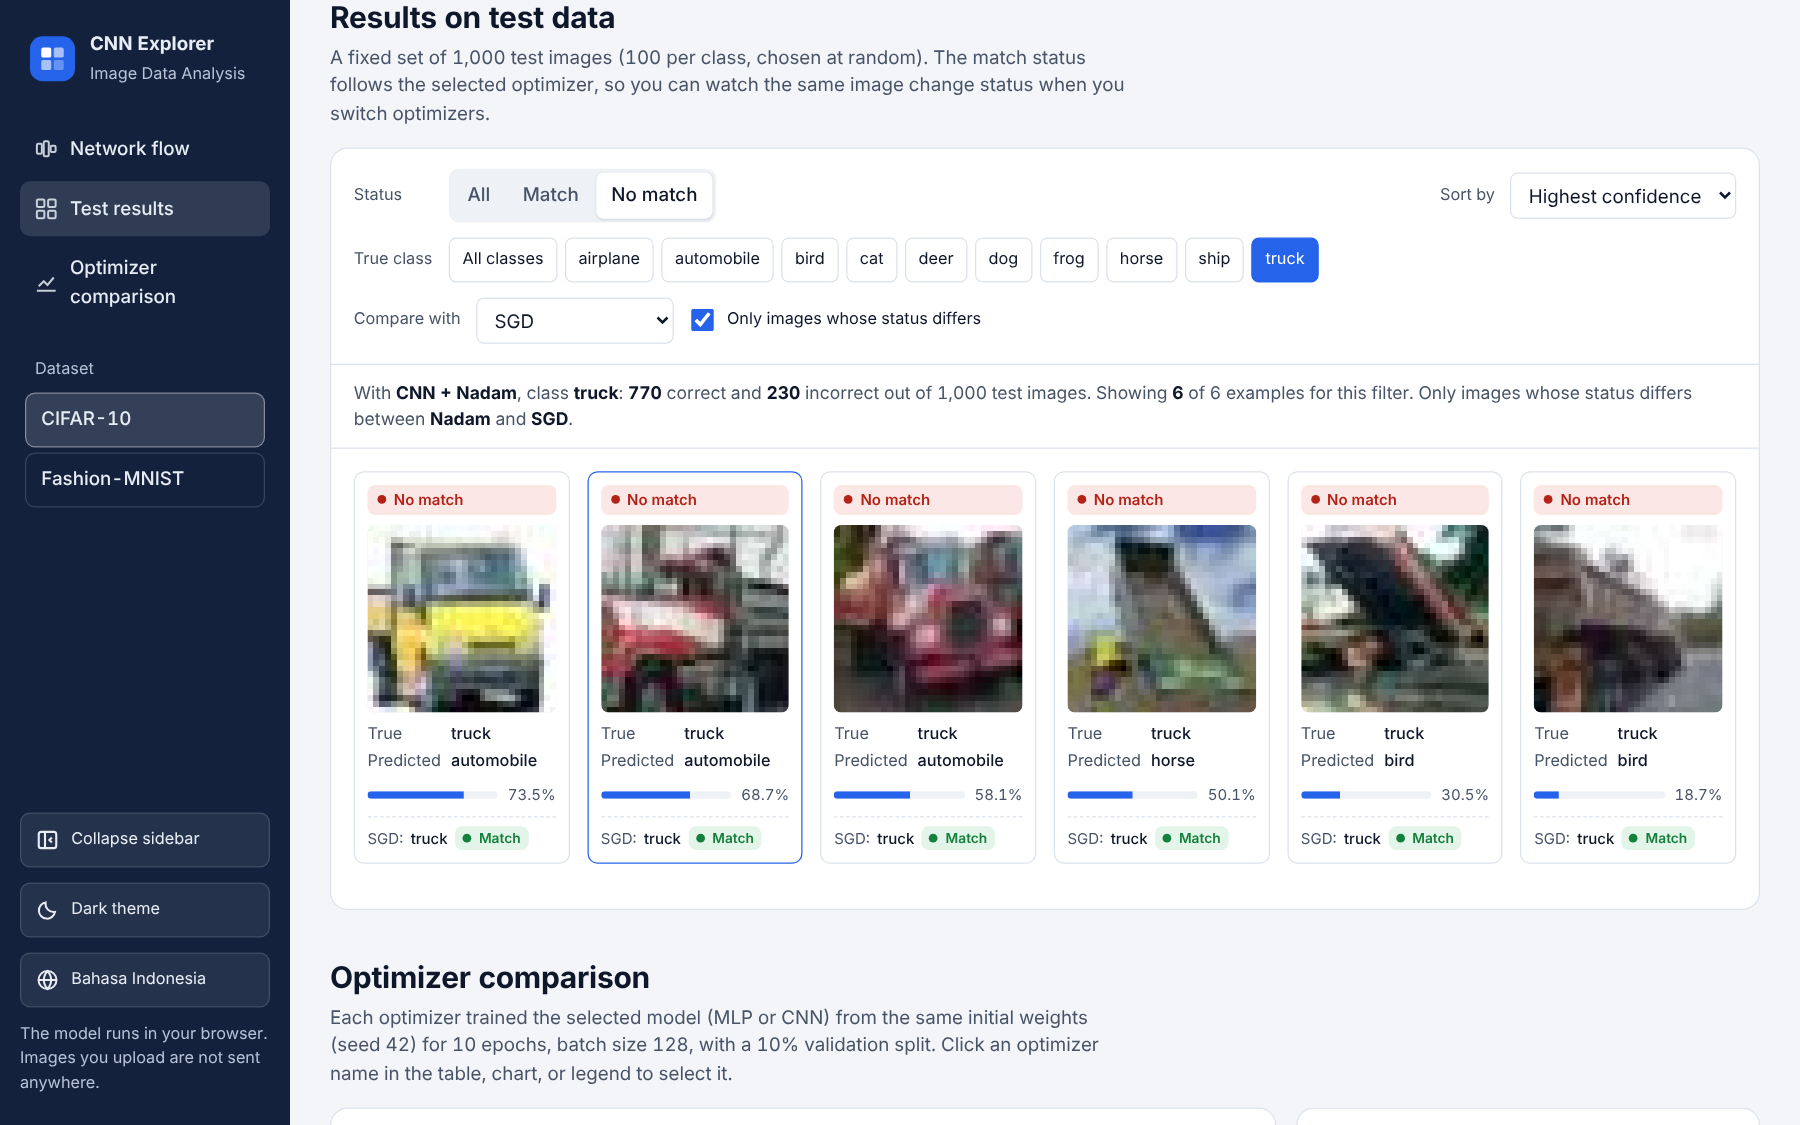 CNN Explorer
Image Data Analysis
Network flow
Test results
Optimizer
comparison
Dataset
CIFAR-10
Fashion-MNIST
Collapse sidebar
Dark theme
Bahasa Indonesia
The model runs in your browser.
Images you upload are not sent
anywhere.
Results on test data
A fixed set of 1,000 test images (100 per class, chosen at random). The match status
follows the selected optimizer, so you can watch the same image change status when you
switch optimizers.
Status All Match No match Sort by Highest confidence
True class All classes airplane automobile bird cat deer dog frog horse ship truck
Compare with SGD Only images whose status differs
With CNN + Nadam, class truck: 770 correct and 230 incorrect out of 1,000 test images. Showing 6 of 6 examples for this filter. Only images whose status differs
between Nadam and SGD.
No match
True truck
Predicted automobile
73.5%
SGD: truck Match
No match
True truck
Predicted automobile
68.7%
SGD: truck Match
No match
True truck
Predicted automobile
58.1%
SGD: truck Match
No match
True truck
Predicted horse
50.1%
SGD: truck Match
No match
True truck
Predicted bird
30.5%
SGD: truck Match
No match
True truck
Predicted bird
18.7%
SGD: truck Match
Optimizer comparison
Each optimizer trained the selected model (MLP or CNN) from the same initial weights
(seed 42) for 10 epochs, batch size 128, with a 10% validation split. Click an optimizer
name in the table, chart, or legend to select it.